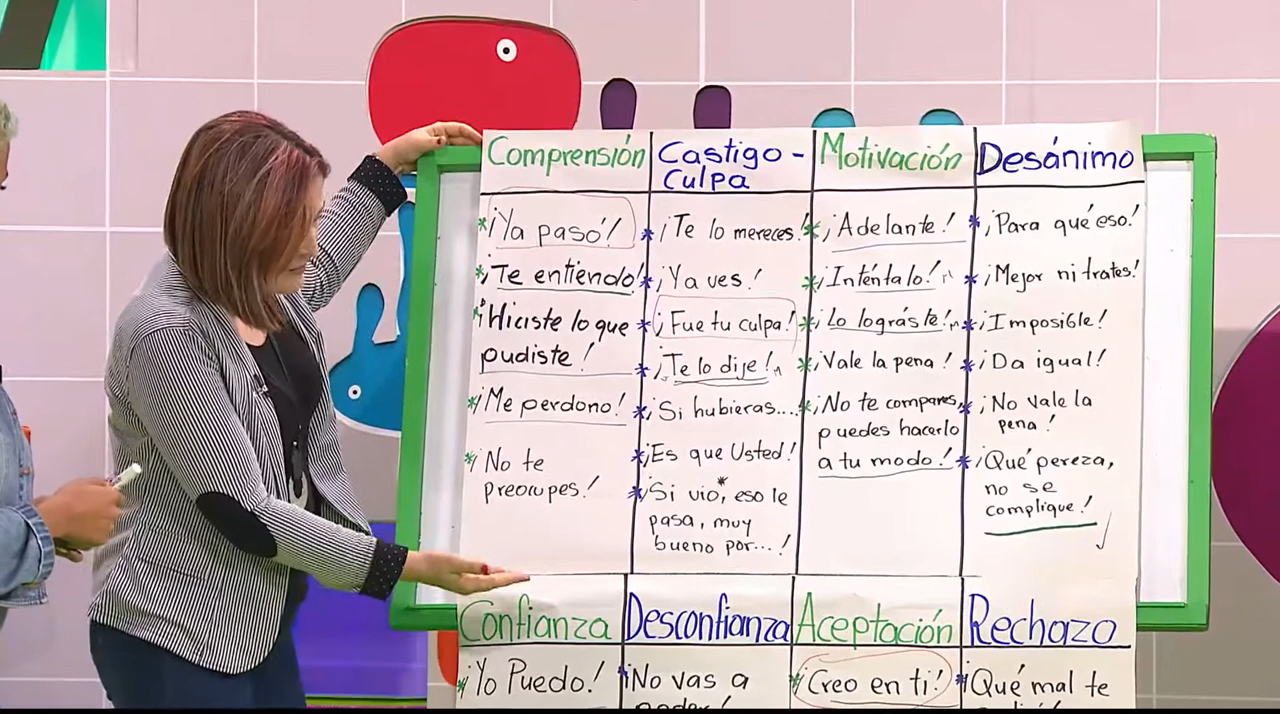 Comprensión
¡Ya pasó!
¡Te entiendo!
¡Hiciste lo que
pudiste!
¡Me perdono!
¡No te
preocupes!
Castigo -
Culpa
¡Te lo mereces!
¡Ya ves!
¡Fue tu culpa!
¡Te lo dije!
¡Si hubieras...
¡Es que Usted!
¡Si vio, eso le
pasa, muy
bueno por...!
Motivación
¡Adelante!
¡Inténtalo!
¡Lo lográste!
¡Vale la pena!
¡No te compares,
puedes hacerlo
a tu modo!
Desánimo
¡Para qué eso!
¡Mejor ni trates!
¡Imposible!
¡Da igual!
¡No vale la
pena!
¡Qué pereza,
no se
complique!
Confianza
¡Yo Puedo!
Desconfianza
¡No vas a
Aceptación
¡Creo en ti!
Rechazo
¡Qué mal te